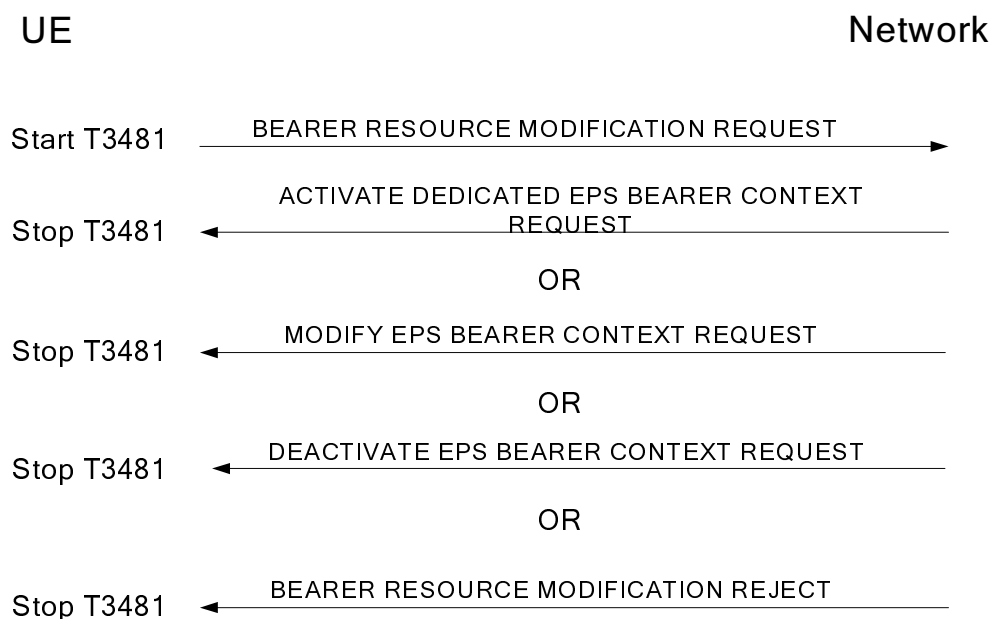 UE
Network
Start T3481
BEARER RESOURCE MODIFICATION REQUEST
ACTIVATE DEDICATED EPS BEARER CONTEXT
REQUEST
Stop T3481
OR
MODIFY EPS BEARER CONTEXT REQUEST
Stop T3481
OR
DEACTIVATE EPS BEARER CONTEXT REQUEST
Stop T3481
OR
BEARER RESOURCE MODIFICATION REJECT
Stop T3481